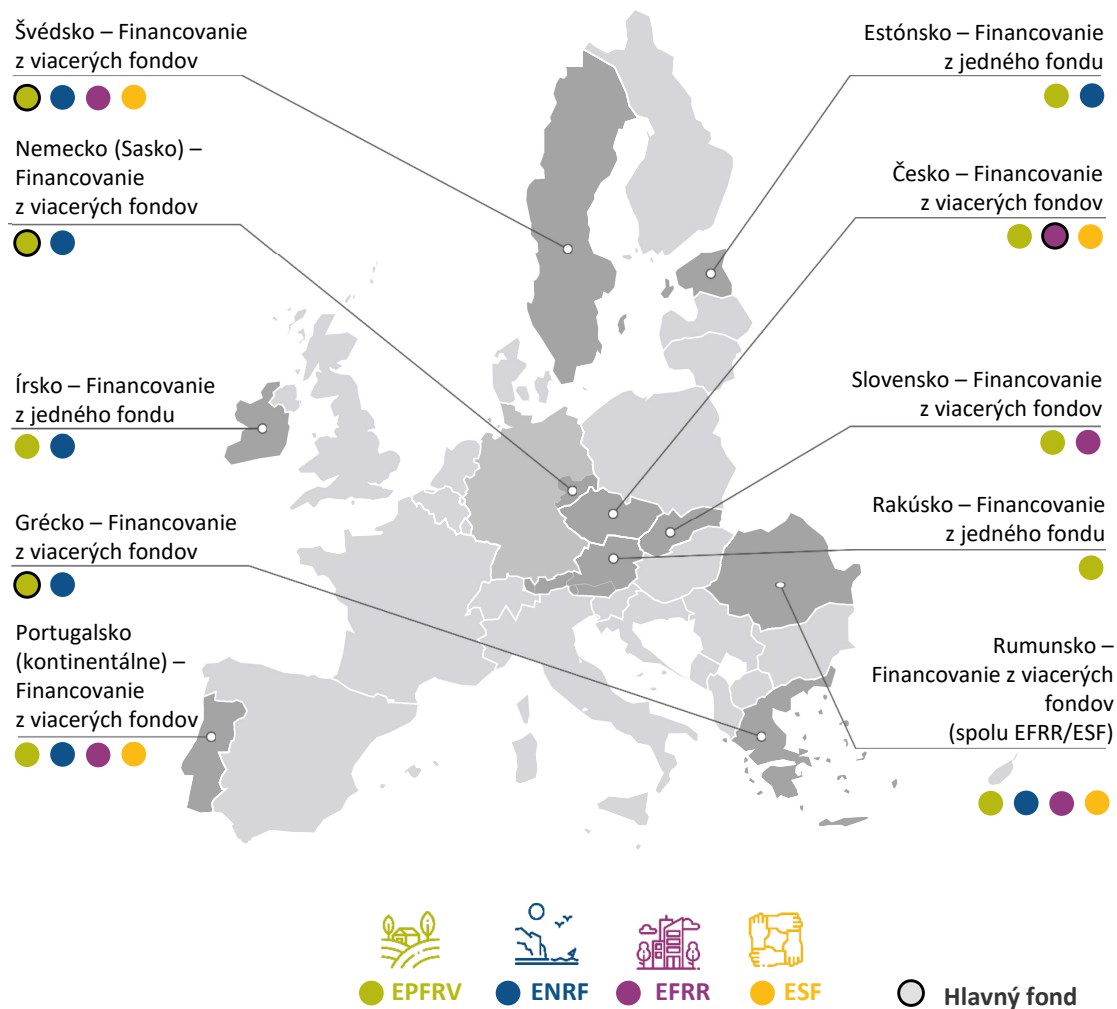 Švédsko – Financovanie
z viacerých fondov
Nemecko (Sasko) –
Financovanie
z viacerých fondov
Írsko – Financovanie
z jedného fondu
Grécko – Financovanie
z viacerých fondov
Portugalsko
(kontinentálne) –
Financovanie
z viacerých fondov
Estónsko – Financovanie
z jedného fondu
Česko – Financovanie
z viacerých fondov
Slovensko – Financovanie
z viacerých fondov
Rakúsko – Financovanie
z jedného fondu
Rumunsko –
Financovanie z viacerých
fondov
(spolu EFRR/ESF)
EPFRV
ENRF
EFRR
ESF
Hlavný fond